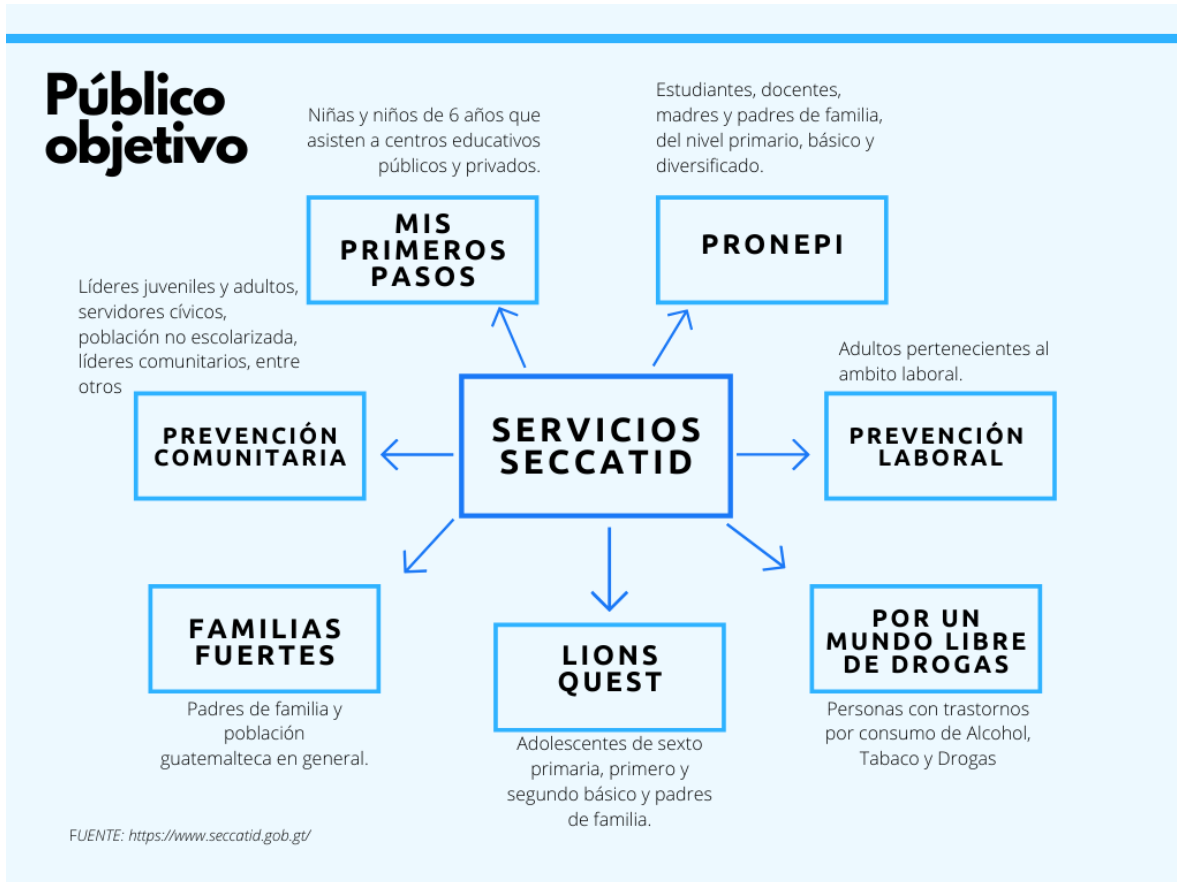 Público
objetivo
Niñas y niños de 6 años que
asisten a centros educativos
públicos y privados.
MIS
PRIMEROS
PASOS
Estudiantes, docentes,
madres y padres de familia,
del nivel primario, básico y
diversificado.
PRONEPI
Líderes juveniles y adultos,
servidores cívicos,
población no escolarizada,
líderes comunitarios, entre
otros
PREVENCIÓN
COMUNITARIA
SERVICIOS
SECCATID
Adultos pertenecientes al
ambito laboral.
PREVENCIÓN
LABORAL
FAMILIAS
FUERTES
Padres de familia y
población
guatemalteca en general.
LIONS
QUEST
Adolescentes de sexto
primaria, primero y
segundo básico y padres
de familia.
POR UN
MUNDO LIBRE
DE DROGAS
Personas con trastornos
por consumo de Alcohol,
Tabaco y Drogas
FUENTE: https://www.seccatid.gob.gt/